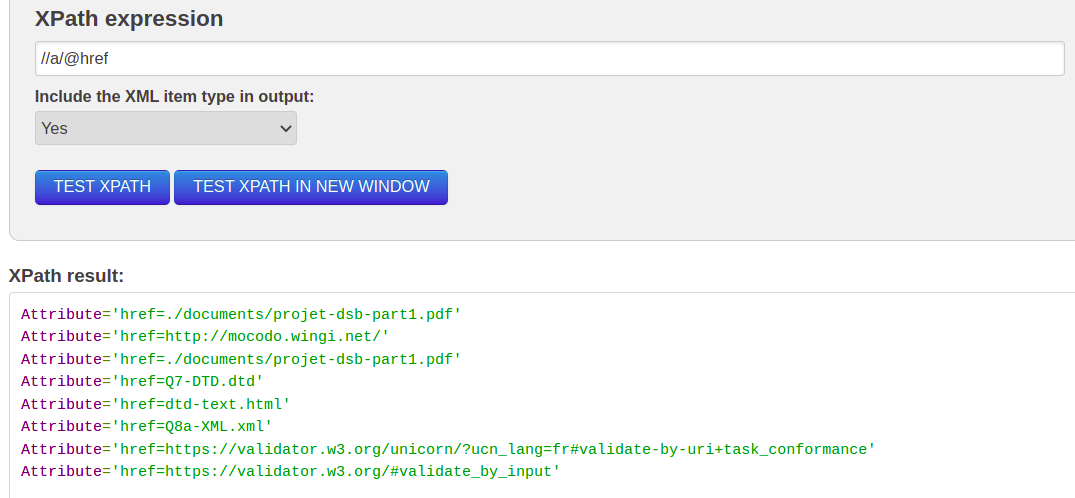 XPath expression
//a/@href
Include the XML item type in output:
Yes
TEST XPATH TEST XPATH IN NEW WINDOW
XPath result:
Attribute='href=./documents/projet-dsb-part1.pdf'
Attribute='href=http://mocodo.wingi.net/'
Attribute='href=./documents/projet-dsb-part1.pdf'
Attribute='href=Q7-DTD.dtd'
Attribute='href=dtd-text.html'
Attribute='href=Q8a-XML.xml'
Attribute='href=https://validator.w3.org/unicorn/?ucn_lang=fr#validate-by-uri+task_conformance'
Attribute='href=https://validator.w3.org/#validate_by_input'